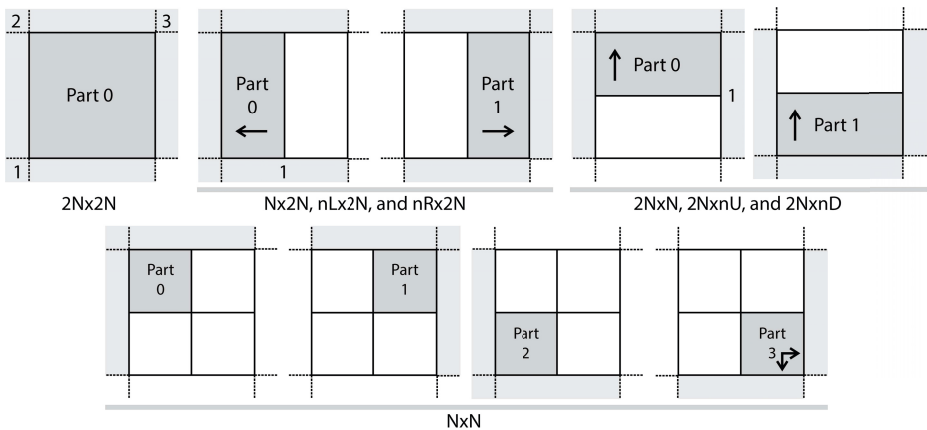 2 3
Part 0
1
2Nx2N
Part
0
1
Part
1
Nx2N, nLx2N, and nRx2N
Part 0
1
Part 1
2NxN, 2NxnU, and 2NxnD
Part
0
Part
1
Part
2
Part
3
NxN